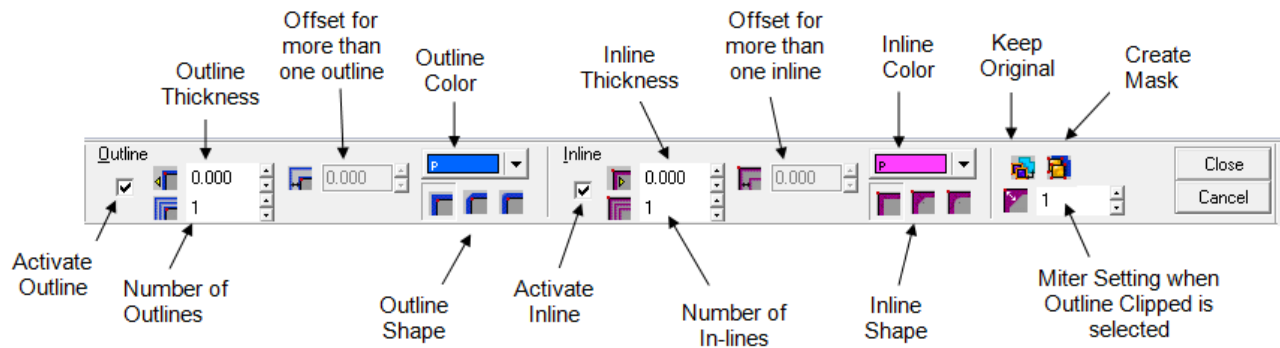 Outline
Thickness
Offset for
more than
one outline
Outline
Color
Inline
Thickness
Offset for
more than
one inline
Inline
Color
Keep
Original
Create
Mask
Outline
0.000
1
0.000
P
Inline
0.000
1
0.000
P
1
Close
Cancel
Activate
Outline
Number of
Outlines
Outline
Shape
Activate
Inline
Number of
In-lines
Inline
Shape
Miter Setting when
Outline Clipped is
selected